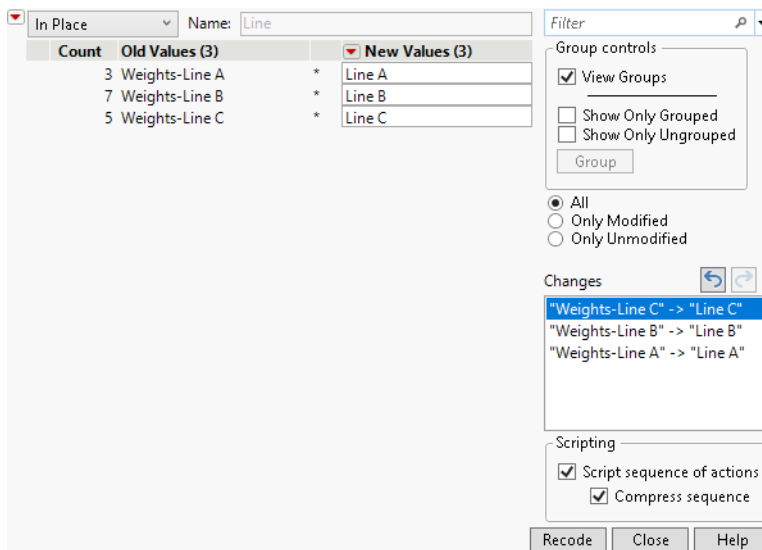 In Place Name: Line
Count Old Values (3) New Values (3)
3 Weights-Line A * Line A
7 Weights-Line B * Line B
5 Weights-Line C * Line C
Filter
Group controls
View Groups
Show Only Grouped
Show Only Ungrouped
Group
All
Only Modified
Only Unmodified
Changes
"Weights-Line C" -> "Line C"
"Weights-Line B" -> "Line B"
"Weights-Line A" -> "Line A"
Scripting
Script sequence of actions
Compress sequence
Recode Close Help